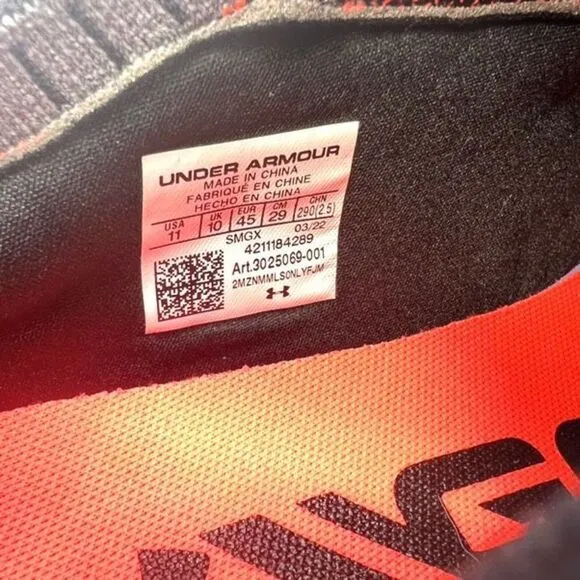 UNDER ARMOUR
MADE IN CHINA
FABRIQUÉ EN CHINE
HECHO EN CHINA
USA UK EUR CM CHN
11 10 45 29 290(2.5)
SMGX 03/22
4211184289
Art.3025069-001
2MZNMMLS0NLYFJM